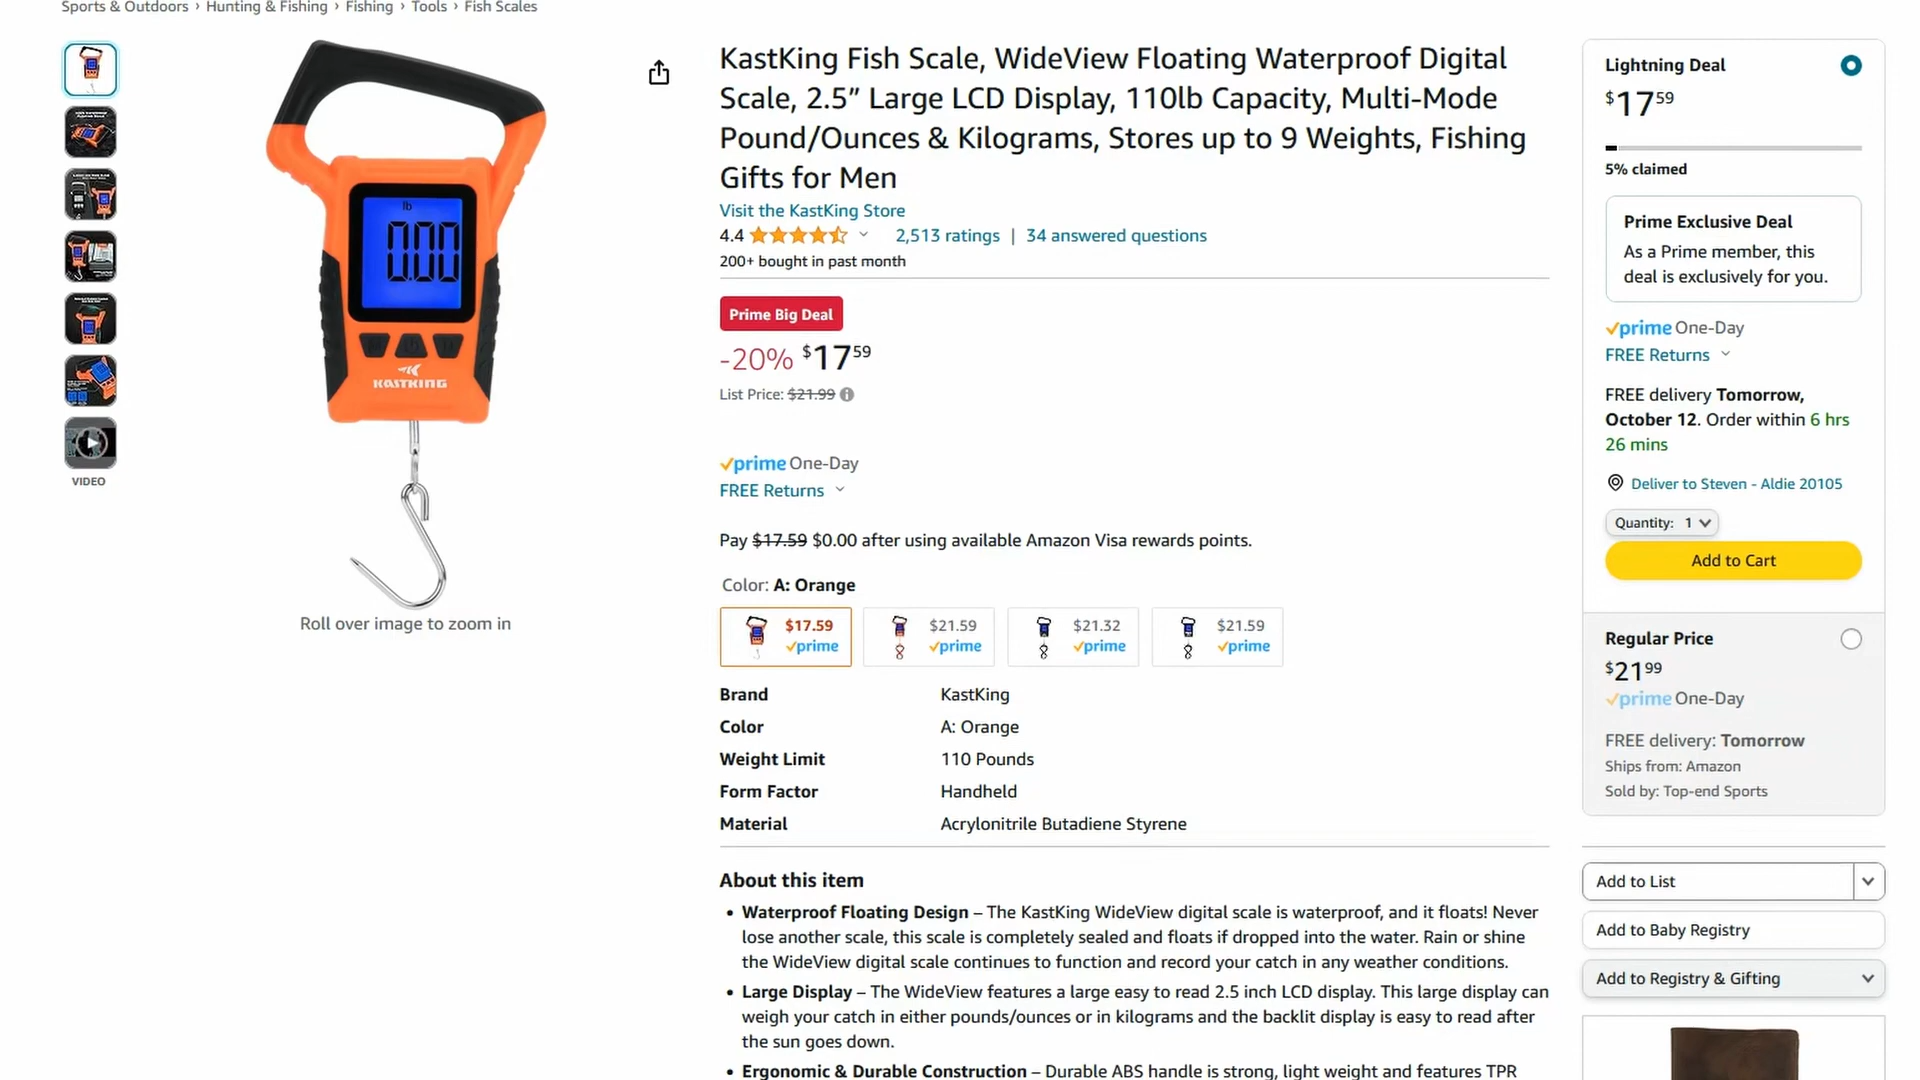 Sports & Outdoors › Hunting & Fishing › Fishing › Tools › Fish Scales
VIDEO
lb
0.00
KASTKING
Roll over image to zoom in
KastKing Fish Scale, WideView Floating Waterproof Digital
Scale, 2.5” Large LCD Display, 110lb Capacity, Multi-Mode
Pound/Ounces & Kilograms, Stores up to 9 Weights, Fishing
Gifts for Men
Visit the KastKing Store
4.4 2,513 ratings | 34 answered questions
200+ bought in past month
Prime Big Deal
-20% $17 59
List Price: $21.99
prime One-Day
FREE Returns
Pay $17.59 $0.00 after using available Amazon Visa rewards points.
Color: A: Orange
$17.59 $21.59 $21.32 $21.59
prime prime prime prime
Brand KastKing
Color A: Orange
Weight Limit 110 Pounds
Form Factor Handheld
Material Acrylonitrile Butadiene Styrene
About this item
• Waterproof Floating Design – The KastKing WideView digital scale is waterproof, and it floats! Never
lose another scale, this scale is completely sealed and floats if dropped into the water. Rain or shine
the WideView digital scale continues to function and record your catch in any weather conditions.
• Large Display – The WideView features a large easy to read 2.5 inch LCD display. This large display can
weigh your catch in either pounds/ounces or in kilograms and the backlit display is easy to read after
the sun goes down.
• Ergonomic & Durable Construction – Durable ABS handle is strong, light weight and features TPR
Lightning Deal
$17 59
5% claimed
Prime Exclusive Deal
As a Prime member, this
deal is exclusively for you.
prime One-Day
FREE Returns
FREE delivery Tomorrow,
October 12. Order within 6 hrs
26 mins
Deliver to Steven - Aldie 20105
Quantity: 1
Add to Cart
Regular Price
$21 99
prime One-Day
FREE delivery: Tomorrow
Ships from: Amazon
Sold by: Top-end Sports
Add to List
Add to Baby Registry
Add to Registry & Gifting